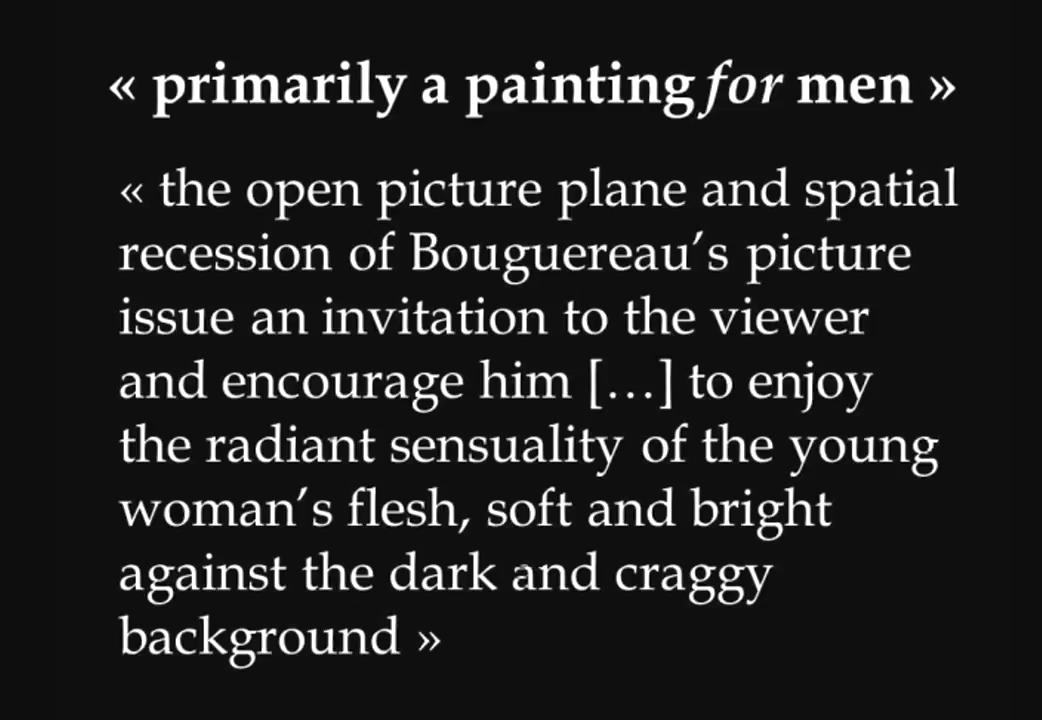 « primarily a painting for men »
« the open picture plane and spatial
recession of Bouguereau’s picture
issue an invitation to the viewer
and encourage him […] to enjoy
the radiant sensuality of the young
woman’s flesh, soft and bright
against the dark and craggy
background »